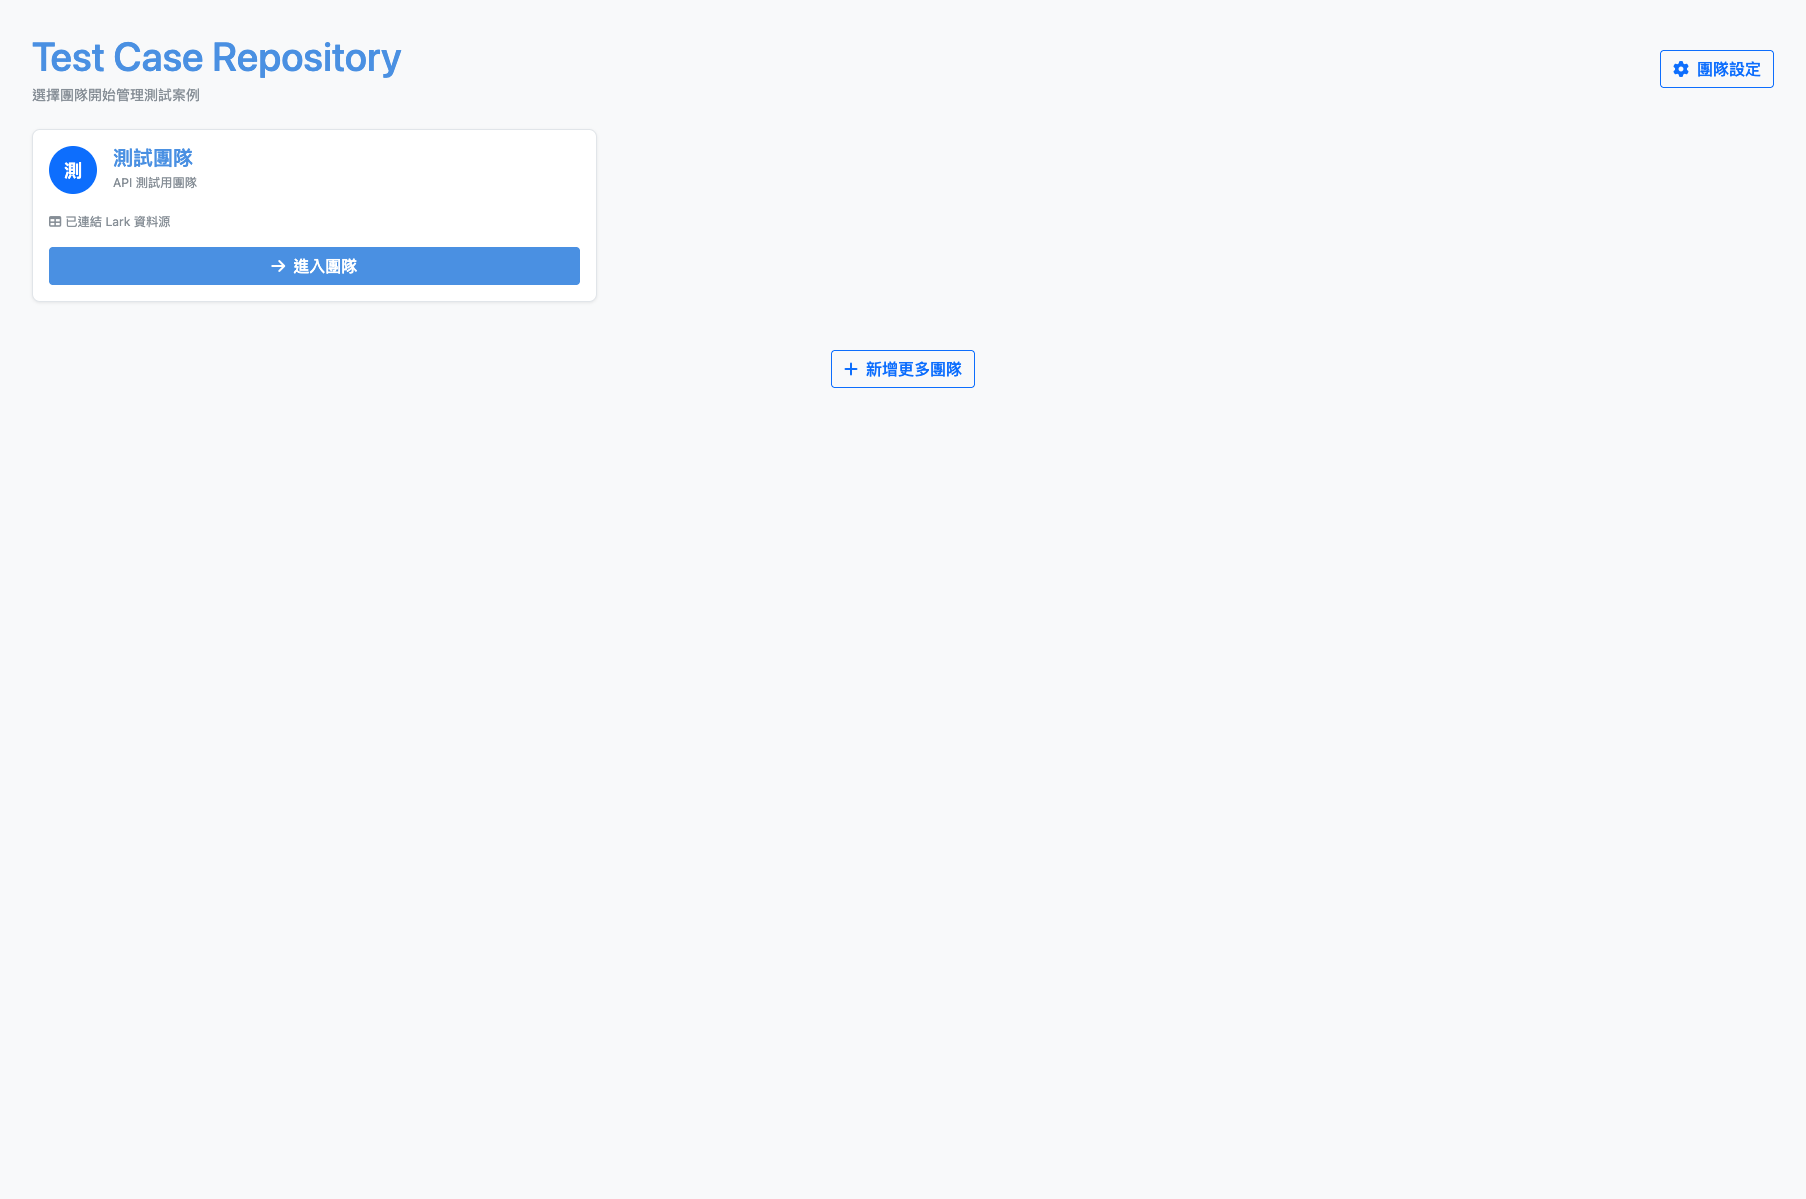 Test Case Repository
選擇團隊開始管理測試案例
團隊設定
測
測試團隊
API 測試用團隊
已連結 Lark 資料源
進入團隊
新增更多團隊